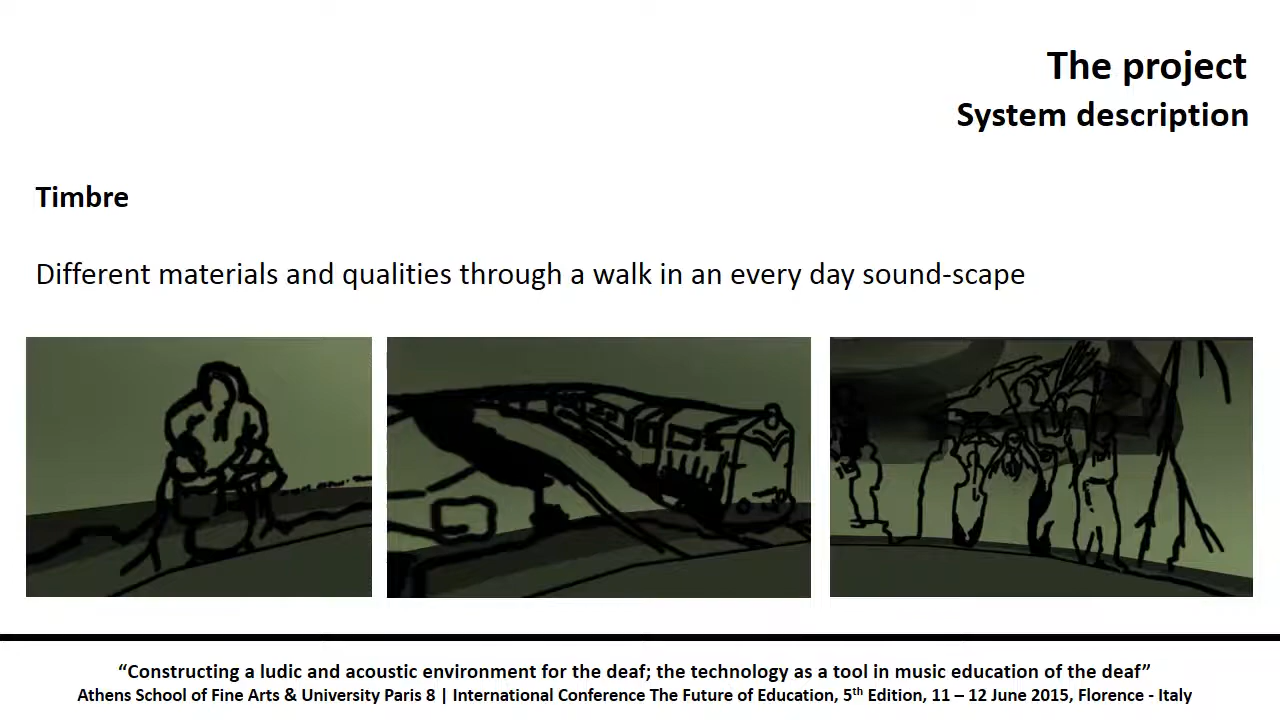 The project
System description
Timbre
Different materials and qualities through a walk in an every day sound-scape
“Constructing a ludic and acoustic environment for the deaf; the technology as a tool in music education of the deaf”
Athens School of Fine Arts & University Paris 8 | International Conference The Future of Education, 5th Edition, 11 – 12 June 2015, Florence - Italy